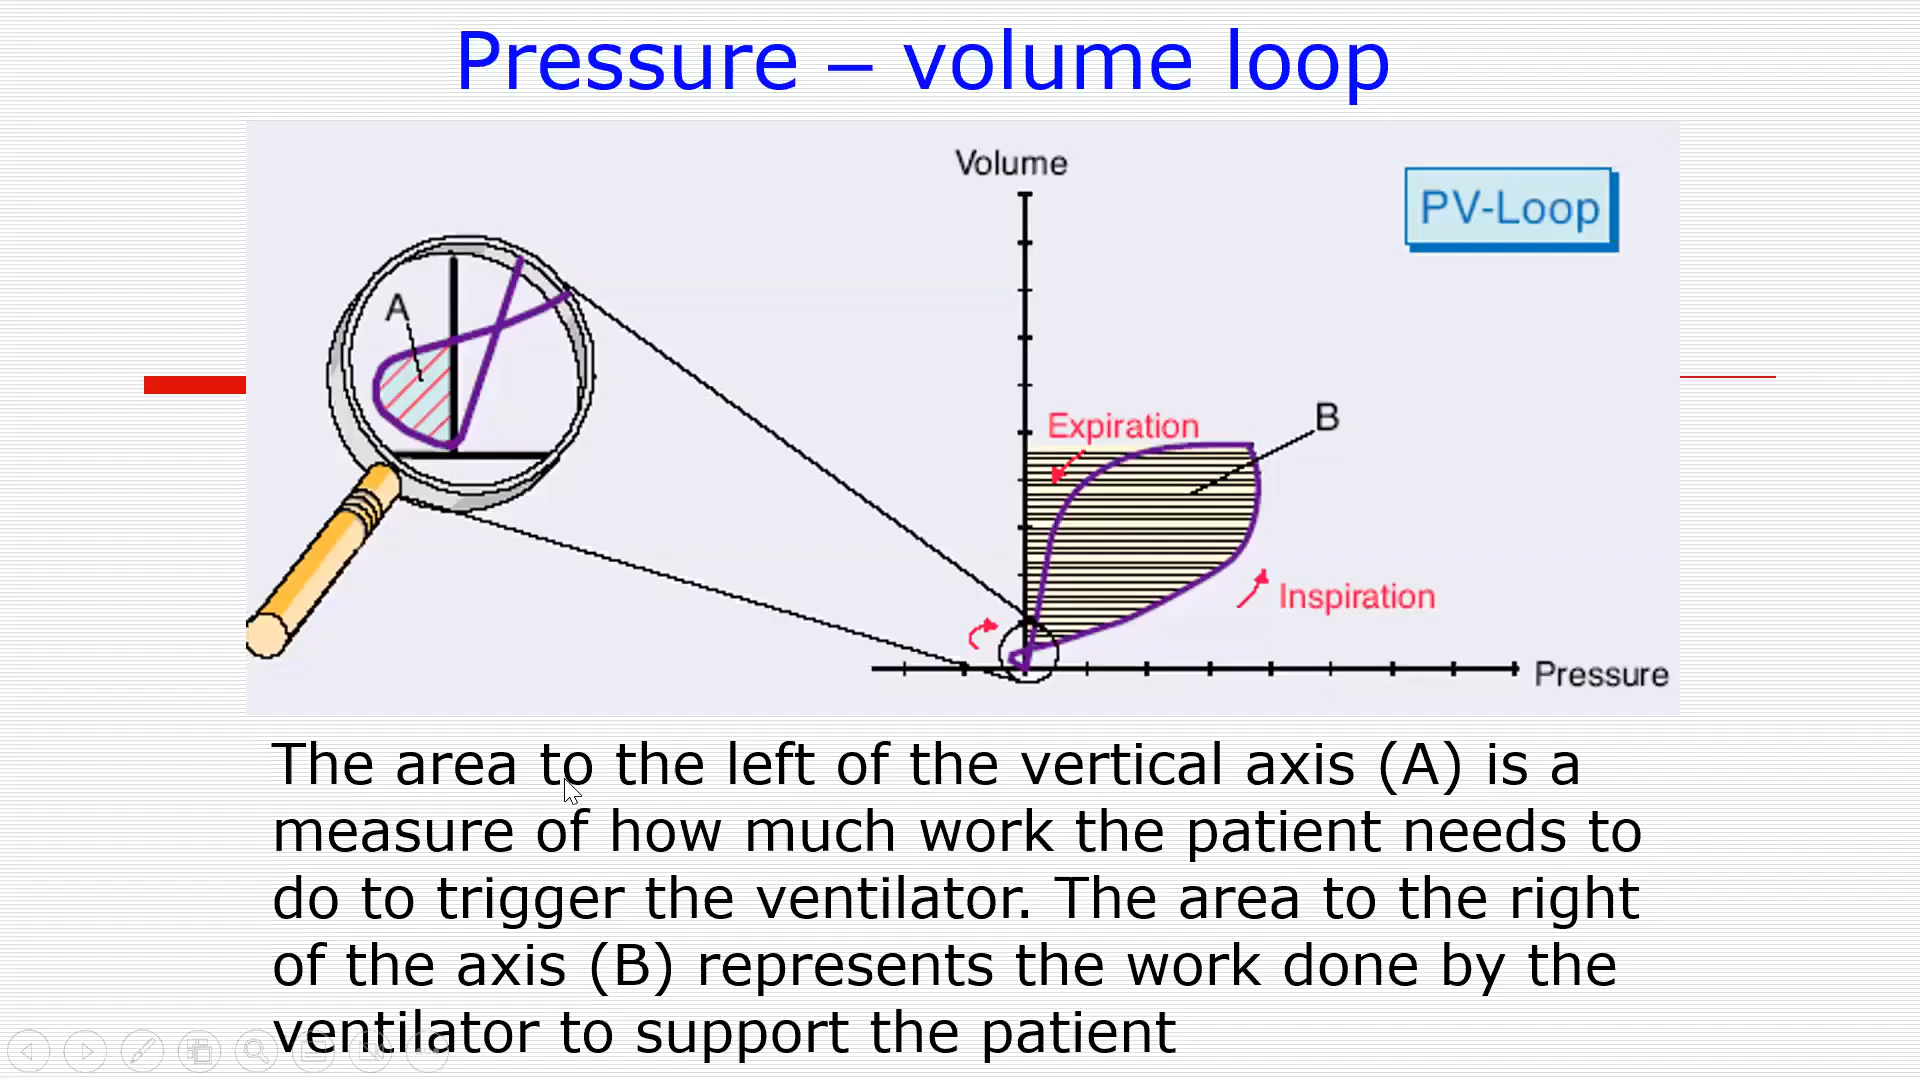 Pressure – volume loop
Volume
PV-Loop
A
B
Expiration
Inspiration
Pressure
The area to the left of the vertical axis (A) is a
measure of how much work the patient needs to
do to trigger the ventilator. The area to the right
of the axis (B) represents the work done by the
ventilator to support the patient